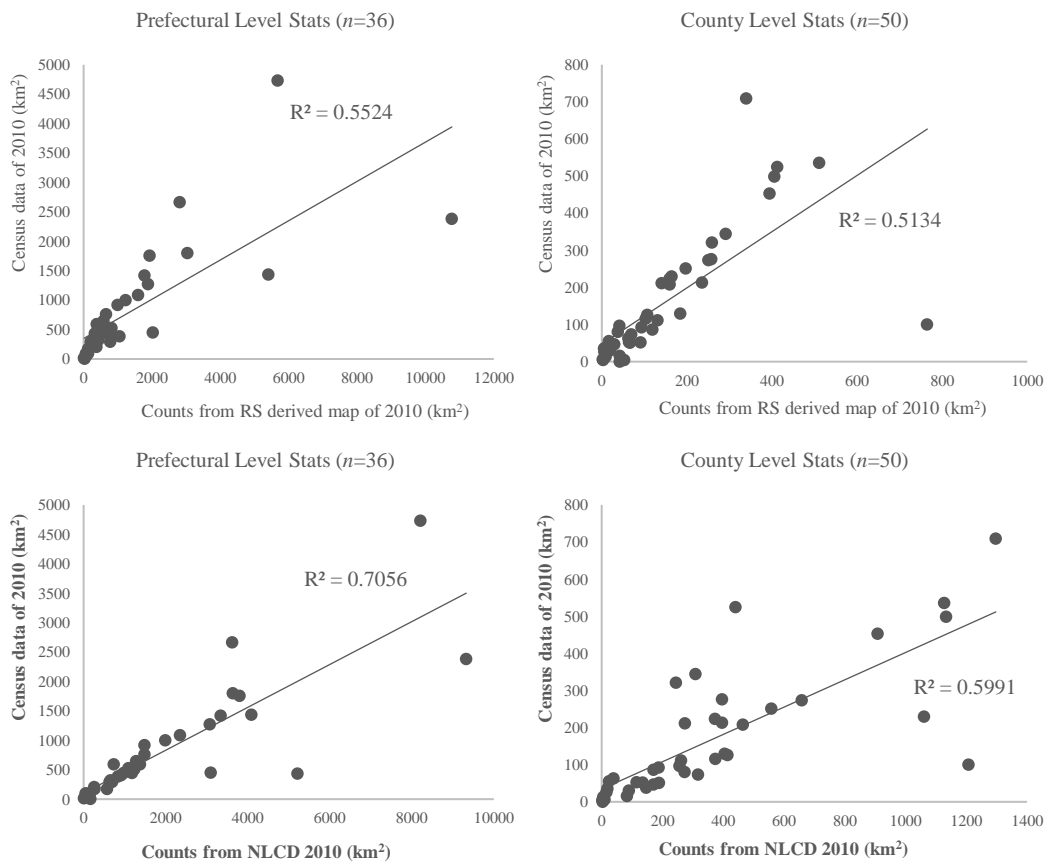 Prefectural Level Stats (n=36)
Census data of 2010 (km²)
5000
4500
4000
3500
3000
2500
2000
1500
1000
500
0
R² = 0.5524
0 2000 4000 6000 8000 10000 12000
Counts from RS derived map of 2010 (km²)
County Level Stats (n=50)
Census data of 2010 (km²)
800
700
600
500
400
300
200
100
0
R² = 0.5134
0 200 400 600 800 1000
Counts from RS derived map of 2010 (km²)
Prefectural Level Stats (n=36)
Census data of 2010 (km²)
5000
4500
4000
3500
3000
2500
2000
1500
1000
500
0
R² = 0.7056
0 2000 4000 6000 8000 10000
Counts from NLCD 2010 (km²)
County Level Stats (n=50)
Census data of 2010 (km²)
800
700
600
500
400
300
200
100
0
R² = 0.5991
0 200 400 600 800 1000 1200 1400
Counts from NLCD 2010 (km²)